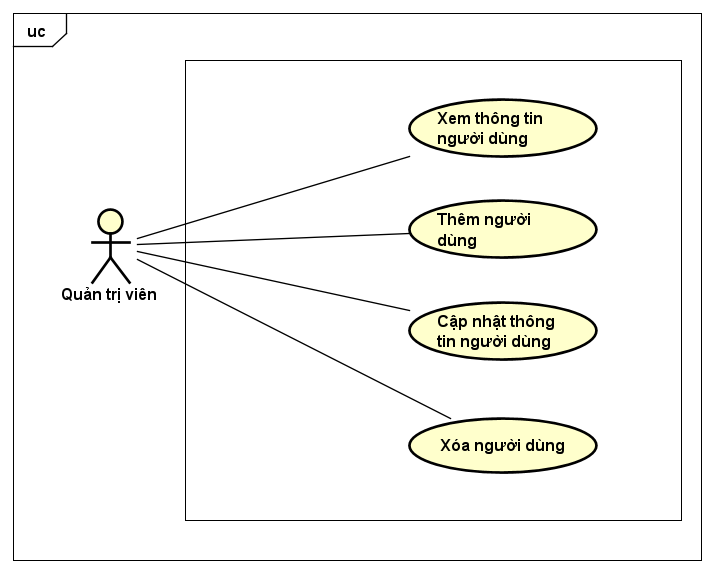 uc
Xem thông tin
người dùng
Thêm người
dùng
Quản trị viên
Cập nhật thông
tin người dùng
Xóa người dùng